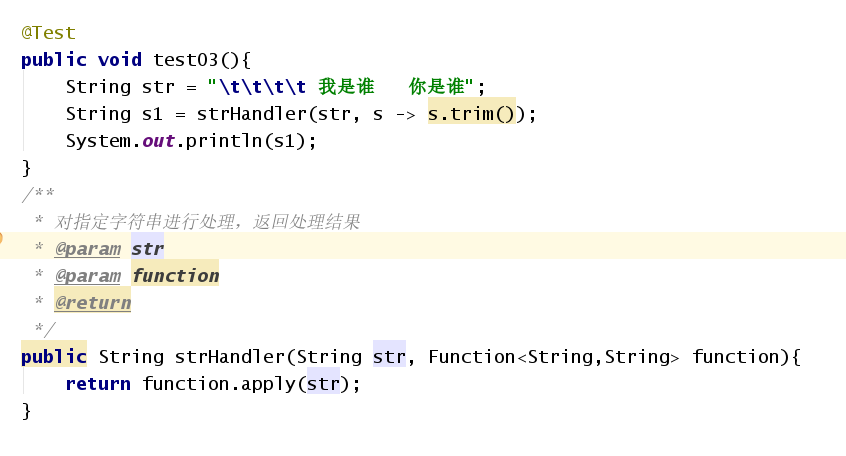 @Test
public void test03(){
    String str = "\t\t\t\t 我是谁   你是谁";
    String s1 = strHandler(str, s -> s.trim());
    System.out.println(s1);
}
/**
 * 对指定字符串进行处理，返回处理结果
 * @param str
 * @param function
 * @return
 */
public String strHandler(String str, Function<String,String> function){
    return function.apply(str);
}